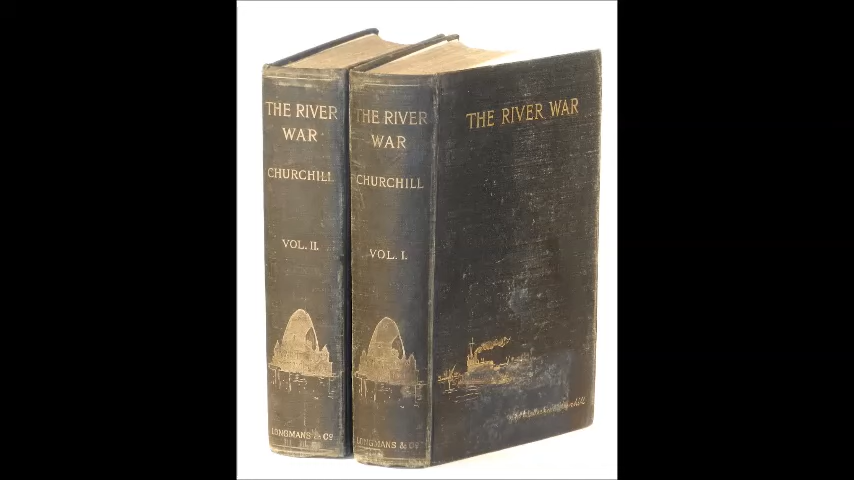 THE RIVER
WAR
CHURCHILL
VOL. II.
LONGMANS & Co
THE RIVER
WAR
CHURCHILL
VOL. I.
LONGMANS & Co
THE RIVER WAR